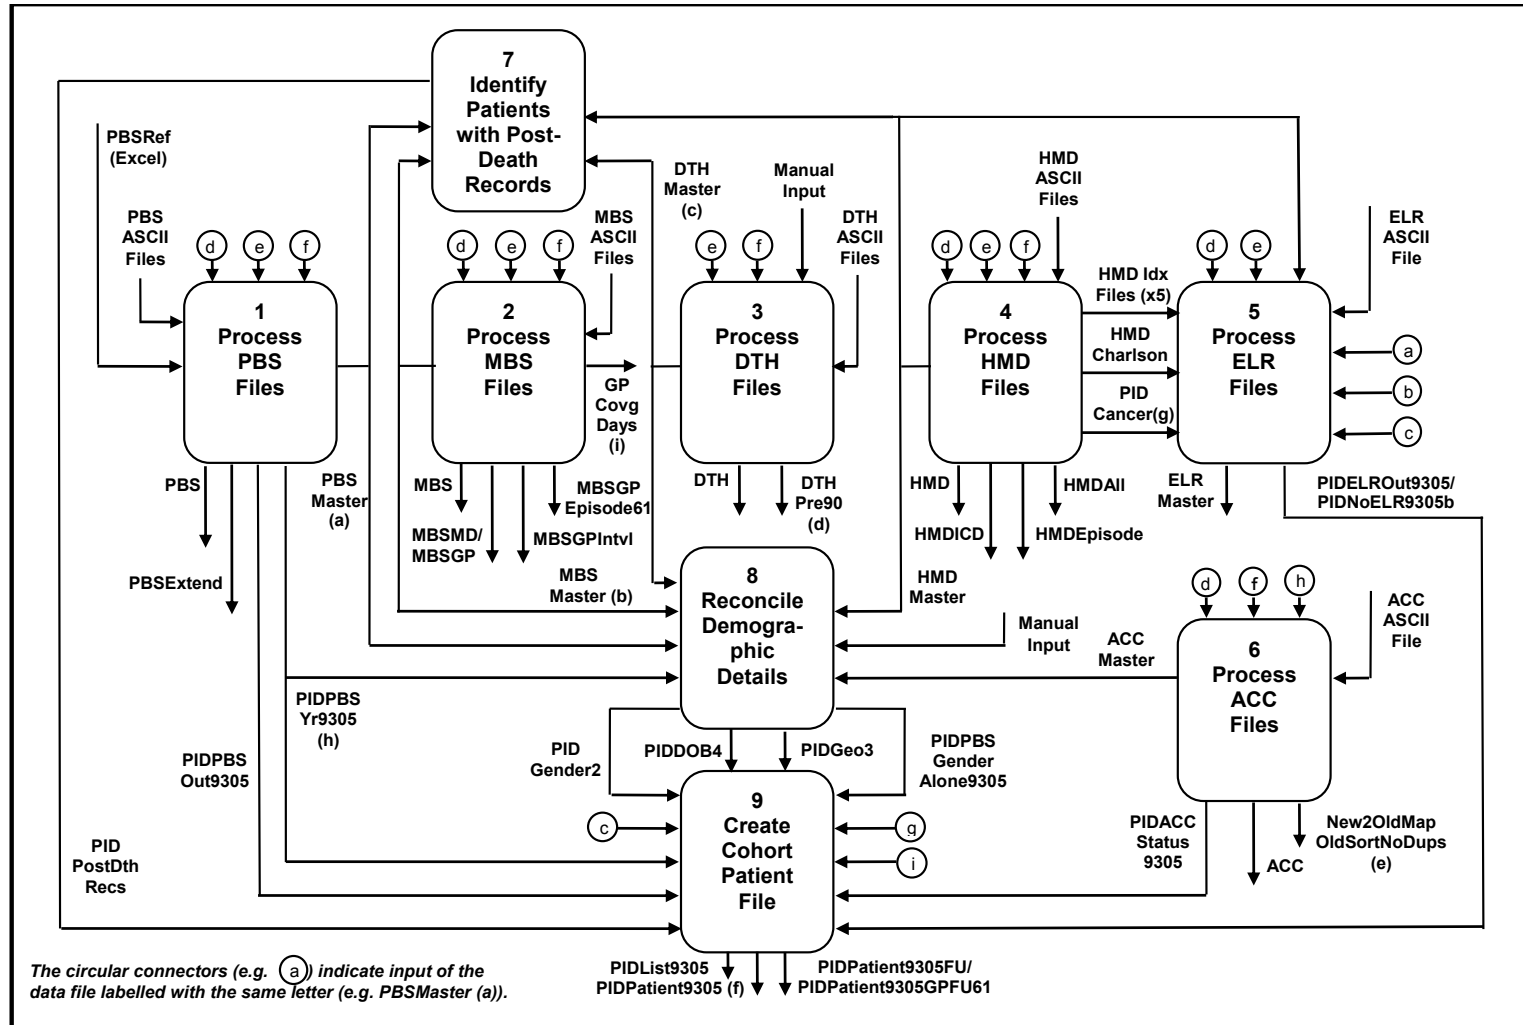 7
Identify
Patients
with Post-
Death
Records
PBSRef
(Excel)
PBS
ASCII
Files
d
e
f
1
Process
PBS
Files
d
e
f
MBS
ASCII
Files
2
Process
MBS
Files
DTH
Master
(c)
Manual
Input
e
f
DTH
ASCII
Files
3
Process
DTH
Files
HMD
ASCII
Files
d
e
f
4
Process
HMD
Files
HMD Idx
Files (x5)
HMD
Charlson
PID
Cancer(g)
d
e
ELR
ASCII
File
5
Process
ELR
Files
a
b
c
GP
Covg
Days
(i)
PBS
PBSExtend
PBS
Master
(a)
MBS
MBSMD/
MBSGP
MBSGP
Episode61
MBSGPIntvl
MBS
Master (b)
DTH
DTH
Pre90
(d)
HMD
HMDICD
HMDAll
HMDEpisode
HMD
Master
ELR
Master
PIDELROut9305/
PIDNoELR9305b
8
Reconcile
Demogra-
phic
Details
Manual
Input
ACC
Master
d
f
h
ACC
ASCII
File
6
Process
ACC
Files
PIDPBS
Yr9305
(h)
PIDPBS
Out9305
PID
Gender2
PIDDOB4
PIDGeo3
PIDPBS
Gender
Alone9305
9
Create
Cohort
Patient
File
c
g
i
PID
PostDth
Recs
PIDACC
Status
9305
ACC
New2OldMap
OldSortNoDups
(e)
PIDList9305
PIDPatient9305 (f)
PIDPatient9305FU/
PIDPatient9305GPFU61
The circular connectors (e.g. a) indicate input of the
data file labelled with the same letter (e.g. PBSMaster (a)).